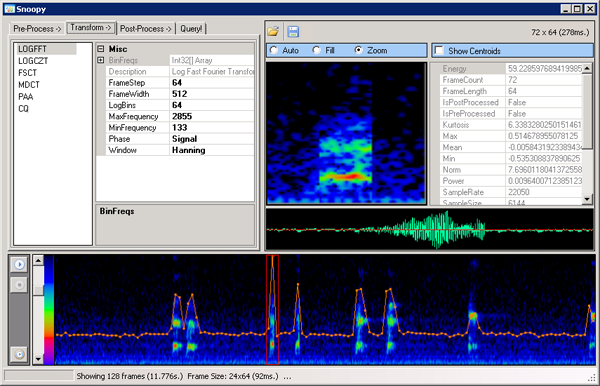 Snoopy
Pre-Process -> Transform -> Post-Process -> Query!
LOGFFT
LOGCZT
FSCT
MDCT
PAA
CQ
Misc
BinFreqs Int32[] Array
Description Log Fast Fourier Transfo
FrameStep 64
FrameWidth 512
LogBins 64
MaxFrequency 2855
MinFrequency 133
Phase Signal
Window Hanning
BinFreqs
72 x 64 (278ms.)
Auto Fill Zoom
Show Centroids
Energy 59.228597689419985
FrameCount 72
FrameLength 64
IsPostProcessed False
IsPreProcessed False
Kurtosis 6.3383280250151461
Max 0.514678955078125
Mean -0.005843192338943
Min -0.535308837890625
Norm 7.6960118041372558
Power 0.0096400712385123
SampleRate 22050
SampleSize 6144
Showing 128 frames (11.776s.) Frame Size: 24x64 (92ms.) ...